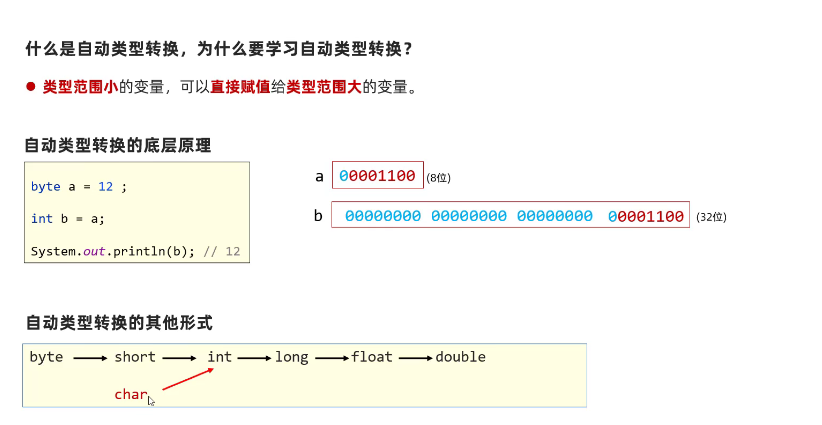 什么是自动类型转换，为什么要学习自动类型转换？
● 类型范围小的变量，可以直接赋值给类型范围大的变量。
自动类型转换的底层原理
byte a = 12 ;
int b = a;
System.out.println(b); // 12
a 00001100 (8位)
b 00000000 00000000 00000000 00001100 (32位)
自动类型转换的其他形式
byte short int long float double
char